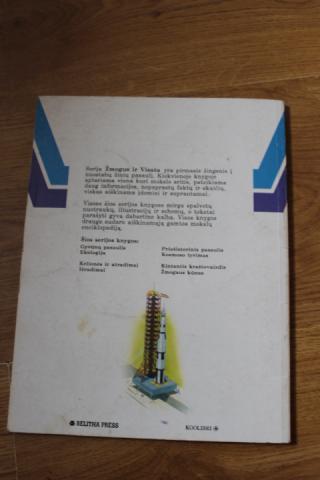 Serija Žmogus ir Visata yra pirmasis žingsnis į
nuostabų žinių pasaulį. Kiekvienoje knygoje
aptariama viena kuri mokslo sritis, pateikiama
daug informacijos, nepaprastų faktų ir skaičių,
viskas aiškinama įdomiai ir suprantamai.
Visose šios serijos knygose mirga spalvotų
nuotraukų, iliustracijų ir schemų, o tekstai
parašyti gyva dabartine kalba. Visos knygos
drauge sudaro aiškinamąją gamtos mokslų
enciklopediją.
Šios serijos knygos:
Gyvūnų pasaulis
Ekologija
Kelionės ir atradimai
Išradimai
Priešistorinis pasaulis
Kosmoso tyrimas
Kintantis kraštovaizdis
Žmogaus kūnas
BELITHA PRESS
KOOLIBRI